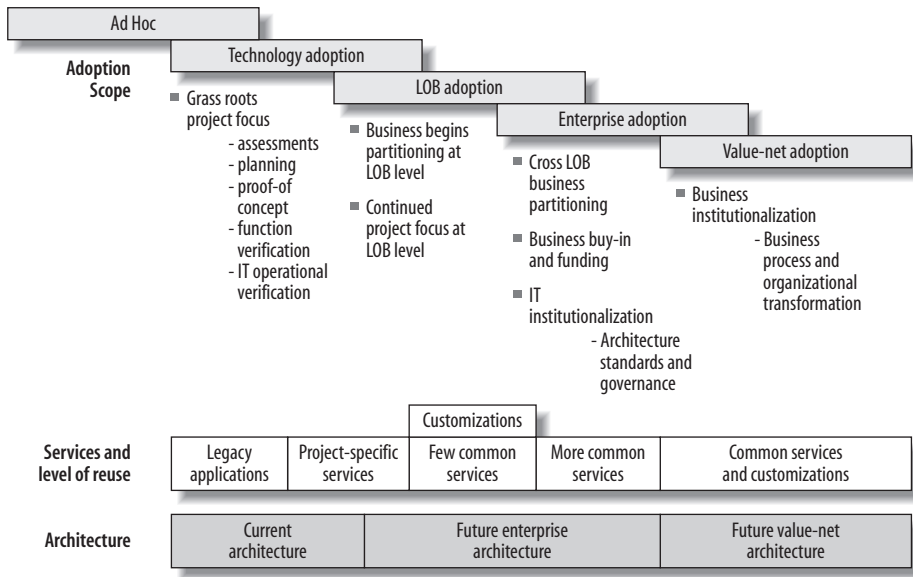 Ad Hoc
Technology adoption
LOB adoption
Enterprise adoption
Value-net adoption
Adoption
Scope
■ Grass roots
project focus
- assessments
- planning
- proof-of
concept
- function
verification
- IT operational
verification
■ Business begins
partitioning at
LOB level
■ Continued
project focus at
LOB level
■ Cross LOB
business
partitioning
■ Business buy-in
and funding
■ IT
institutionalization
- Architecture
standards and
governance
■ Business
institutionalization
- Business
process and
organizational
transformation
Services and
level of reuse
Legacy
applications
Project-specific
services
Customizations
Few common
services
More common
services
Common services
and customizations
Architecture
Current
architecture
Future enterprise
architecture
Future value-net
architecture